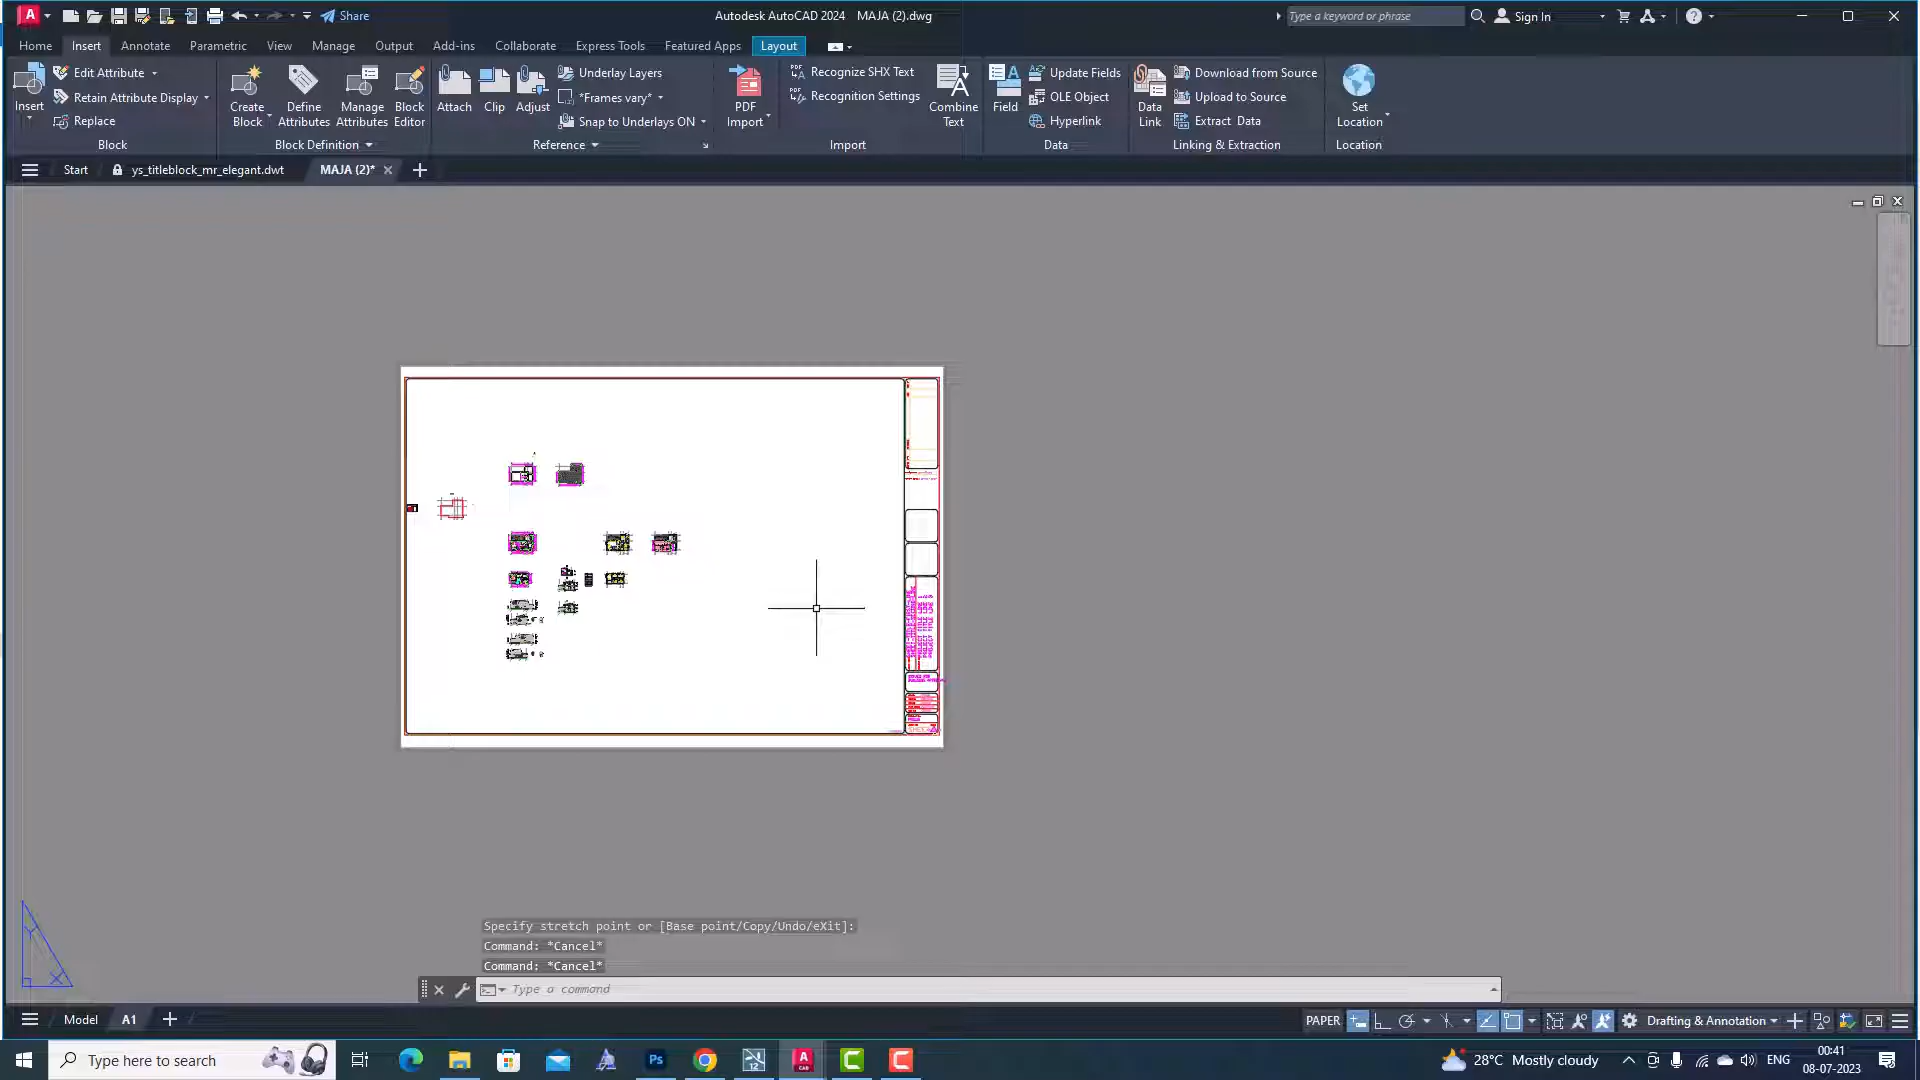 Share
Autodesk AutoCAD 2024 MAJA (2).dwg
Type a keyword or phrase
Sign In
Home Insert Annotate Parametric View Manage Output Add-ins Collaborate Express Tools Featured Apps Layout
Insert
Edit Attribute
Retain Attribute Display
Replace
Block
Create Block
Define Attributes
Manage Attributes
Block Editor
Block Definition
Attach
Clip
Adjust
Underlay Layers
*Frames vary*
Snap to Underlays ON
Reference
PDF Import
Recognize SHX Text
Recognition Settings
Combine Text
Import
Field
Update Fields
OLE Object
Hyperlink
Data
Data Link
Download from Source
Upload to Source
Extract Data
Linking & Extraction
Set Location
Location
Start
ys_titleblock_mr_elegant.dwt
MAJA (2)*
Specify stretch point or [Base point/Copy/Undo/eXit]:
Command: *Cancel*
Command: *Cancel*
Type a command
Model
A1
PAPER
Drafting & Annotation
Type here to search
28°C Mostly cloudy
ENG
00:41
08-07-2023